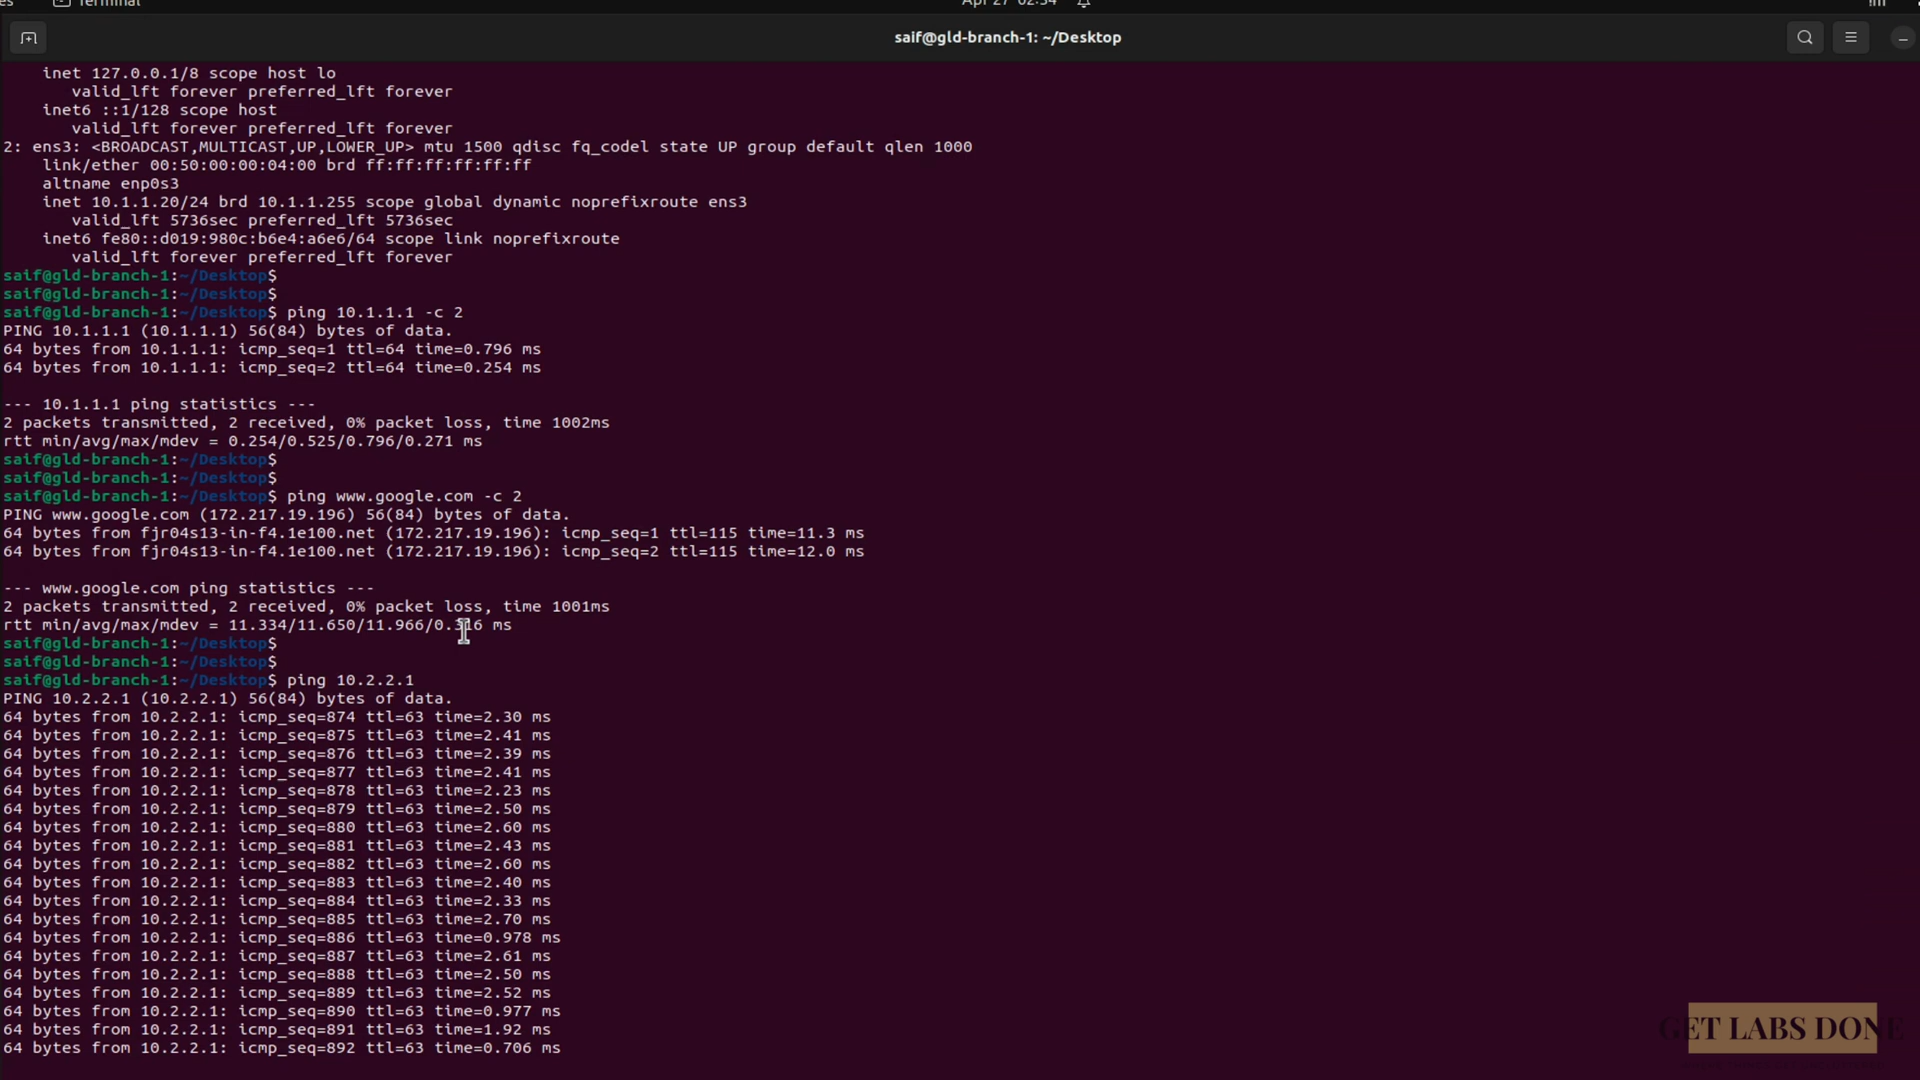 Terminal
Apr 27 02:34
saif@gld-branch-1: ~/Desktop
inet 127.0.0.1/8 scope host lo
valid_lft forever preferred_lft forever
inet6 ::1/128 scope host
valid_lft forever preferred_lft forever
2: ens3: <BROADCAST,MULTICAST,UP,LOWER_UP> mtu 1500 qdisc fq_codel state UP group default qlen 1000
link/ether 00:50:00:00:04:00 brd ff:ff:ff:ff:ff:ff
altname enp0s3
inet 10.1.1.20/24 brd 10.1.1.255 scope global dynamic noprefixroute ens3
valid_lft 5736sec preferred_lft 5736sec
inet6 fe80::d019:980c:b6e4:a6e6/64 scope link noprefixroute
valid_lft forever preferred_lft forever
saif@gld-branch-1:~/Desktop$
saif@gld-branch-1:~/Desktop$
saif@gld-branch-1:~/Desktop$ ping 10.1.1.1 -c 2
PING 10.1.1.1 (10.1.1.1) 56(84) bytes of data.
64 bytes from 10.1.1.1: icmp_seq=1 ttl=64 time=0.796 ms
64 bytes from 10.1.1.1: icmp_seq=2 ttl=64 time=0.254 ms
--- 10.1.1.1 ping statistics ---
2 packets transmitted, 2 received, 0% packet loss, time 1002ms
rtt min/avg/max/mdev = 0.254/0.525/0.796/0.271 ms
saif@gld-branch-1:~/Desktop$
saif@gld-branch-1:~/Desktop$
saif@gld-branch-1:~/Desktop$ ping www.google.com -c 2
PING www.google.com (172.217.19.196) 56(84) bytes of data.
64 bytes from fjr04s13-in-f4.1e100.net (172.217.19.196): icmp_seq=1 ttl=115 time=11.3 ms
64 bytes from fjr04s13-in-f4.1e100.net (172.217.19.196): icmp_seq=2 ttl=115 time=12.0 ms
--- www.google.com ping statistics ---
2 packets transmitted, 2 received, 0% packet loss, time 1001ms
rtt min/avg/max/mdev = 11.334/11.650/11.966/0.316 ms
saif@gld-branch-1:~/Desktop$
saif@gld-branch-1:~/Desktop$
saif@gld-branch-1:~/Desktop$ ping 10.2.2.1
PING 10.2.2.1 (10.2.2.1) 56(84) bytes of data.
64 bytes from 10.2.2.1: icmp_seq=874 ttl=63 time=2.30 ms
64 bytes from 10.2.2.1: icmp_seq=875 ttl=63 time=2.41 ms
64 bytes from 10.2.2.1: icmp_seq=876 ttl=63 time=2.39 ms
64 bytes from 10.2.2.1: icmp_seq=877 ttl=63 time=2.41 ms
64 bytes from 10.2.2.1: icmp_seq=878 ttl=63 time=2.23 ms
64 bytes from 10.2.2.1: icmp_seq=879 ttl=63 time=2.50 ms
64 bytes from 10.2.2.1: icmp_seq=880 ttl=63 time=2.60 ms
64 bytes from 10.2.2.1: icmp_seq=881 ttl=63 time=2.43 ms
64 bytes from 10.2.2.1: icmp_seq=882 ttl=63 time=2.60 ms
64 bytes from 10.2.2.1: icmp_seq=883 ttl=63 time=2.40 ms
64 bytes from 10.2.2.1: icmp_seq=884 ttl=63 time=2.33 ms
64 bytes from 10.2.2.1: icmp_seq=885 ttl=63 time=2.70 ms
64 bytes from 10.2.2.1: icmp_seq=886 ttl=63 time=0.978 ms
64 bytes from 10.2.2.1: icmp_seq=887 ttl=63 time=2.61 ms
64 bytes from 10.2.2.1: icmp_seq=888 ttl=63 time=2.50 ms
64 bytes from 10.2.2.1: icmp_seq=889 ttl=63 time=2.52 ms
64 bytes from 10.2.2.1: icmp_seq=890 ttl=63 time=0.977 ms
64 bytes from 10.2.2.1: icmp_seq=891 ttl=63 time=1.92 ms
64 bytes from 10.2.2.1: icmp_seq=892 ttl=63 time=0.706 ms
GET LABS DONE